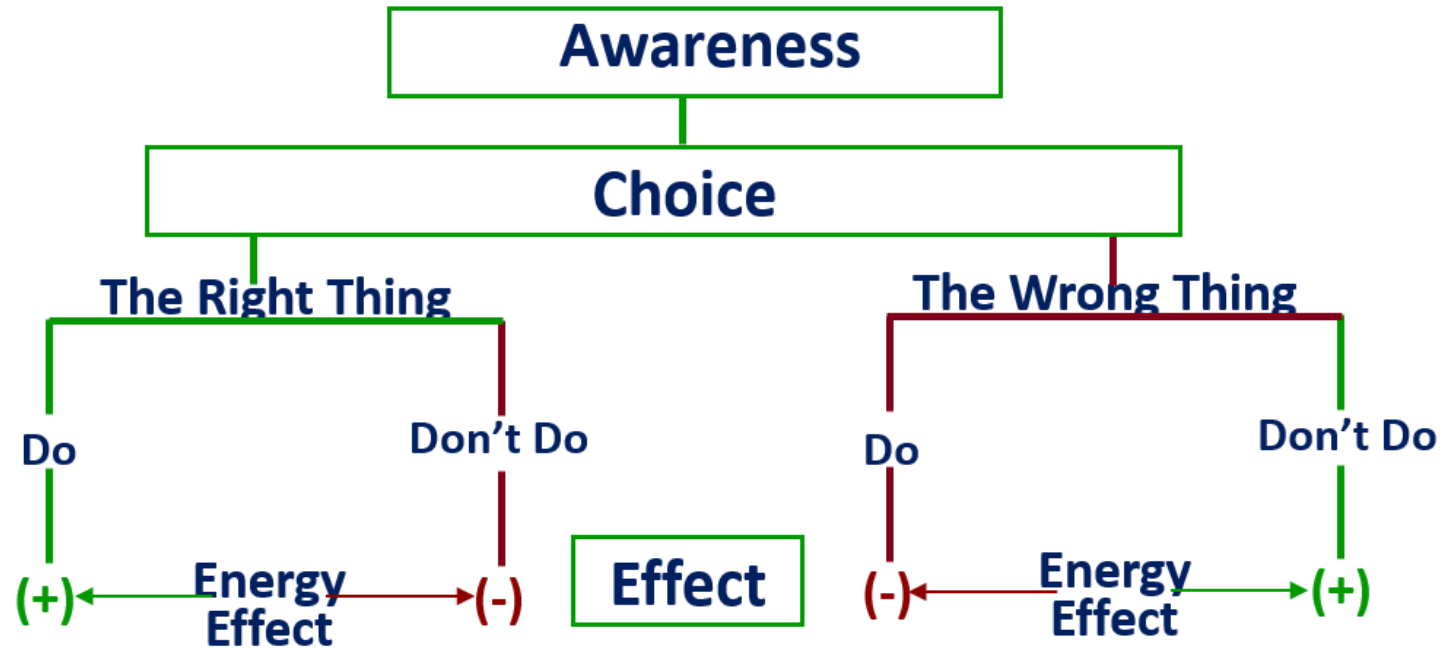 Awareness
Choice
The Right Thing
The Wrong Thing
Do
Don’t Do
Do
Don’t Do
(+)
Energy
Effect
(-)
Effect
(-)
Energy
Effect
(+)